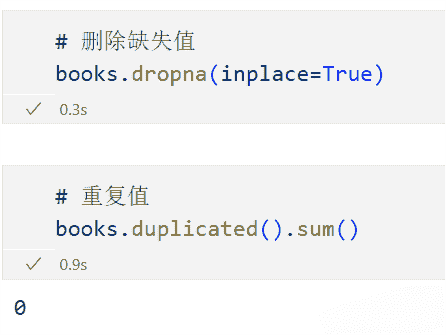 # 删除缺失值
books.dropna(inplace=True)
0.3s
# 重复值
books.duplicated().sum()
0.9s
0